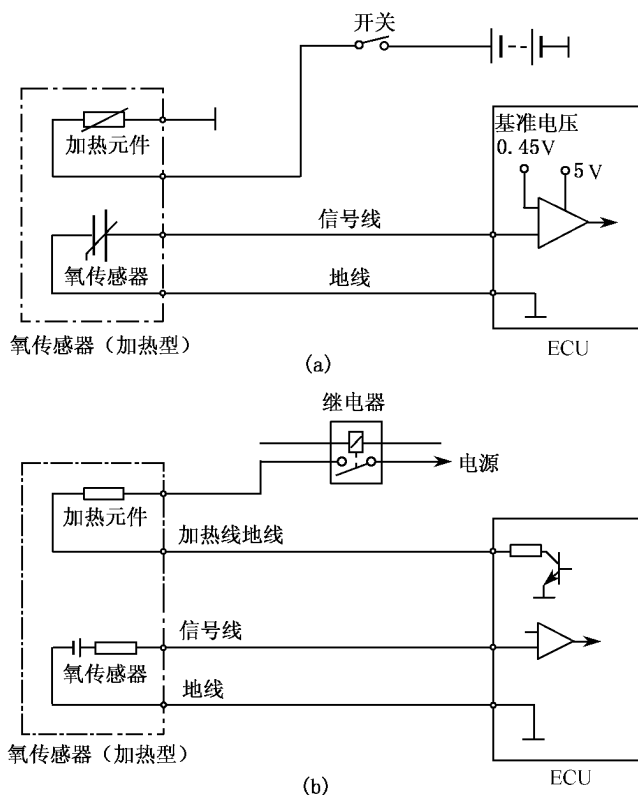 开关
加热元件
基准电压
0.45V
5V
信号线
氧传感器
地线
氧传感器（加热型）
ECU
(a)
继电器
电源
加热元件
加热线地线
信号线
氧传感器
地线
氧传感器（加热型）
ECU
(b)